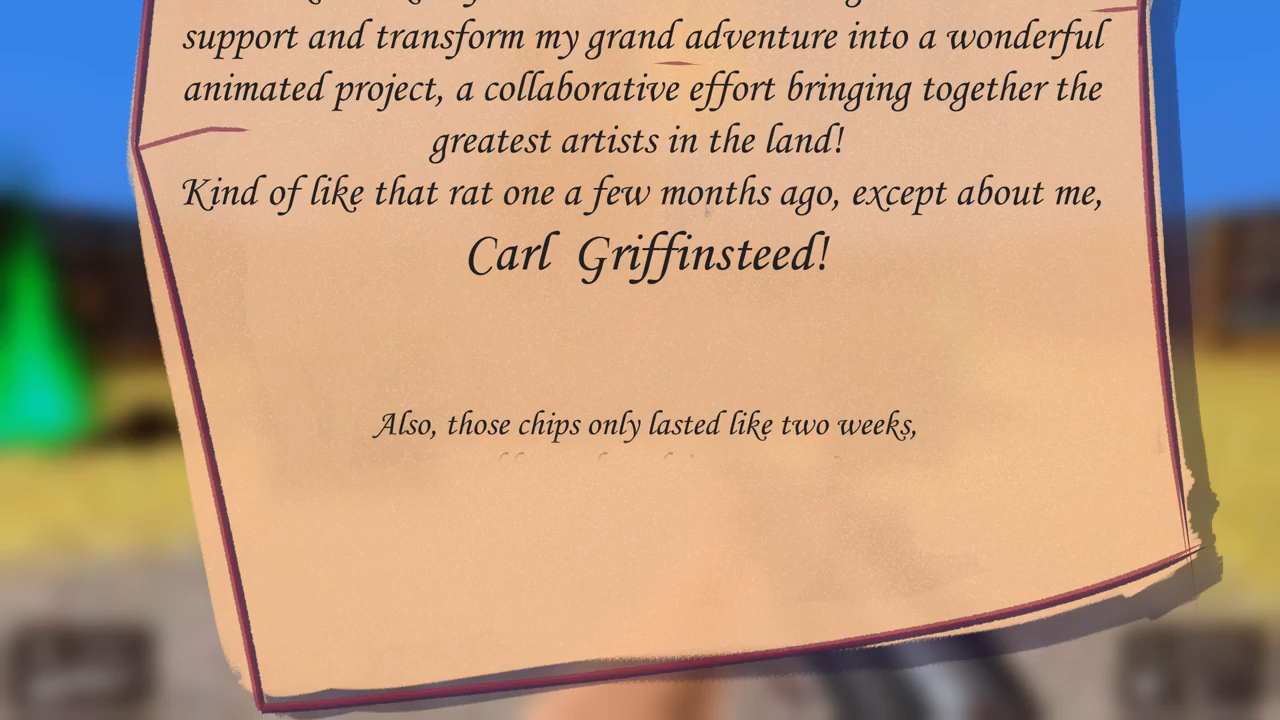 support and transform my grand adventure into a wonderful
animated project, a collaborative effort bringing together the
greatest artists in the land!
Kind of like that rat one a few months ago, except about me,
Carl Griffinsteed!
Also, those chips only lasted like two weeks,